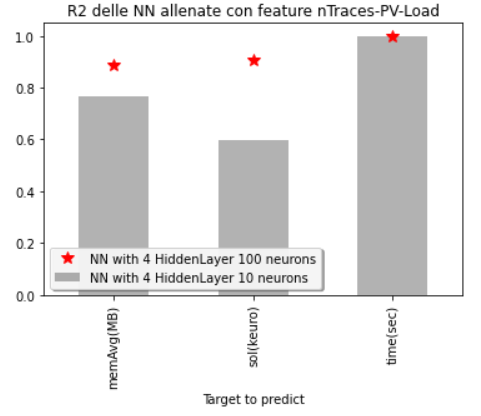 R2 delle NN allenate con feature nTraces-PV-Load
1.0
0.8
0.6
0.4
0.2
0.0
NN with 4 HiddenLayer 100 neurons
NN with 4 HiddenLayer 10 neurons
memAvg(MB)
sol(keuro)
time(sec)
Target to predict